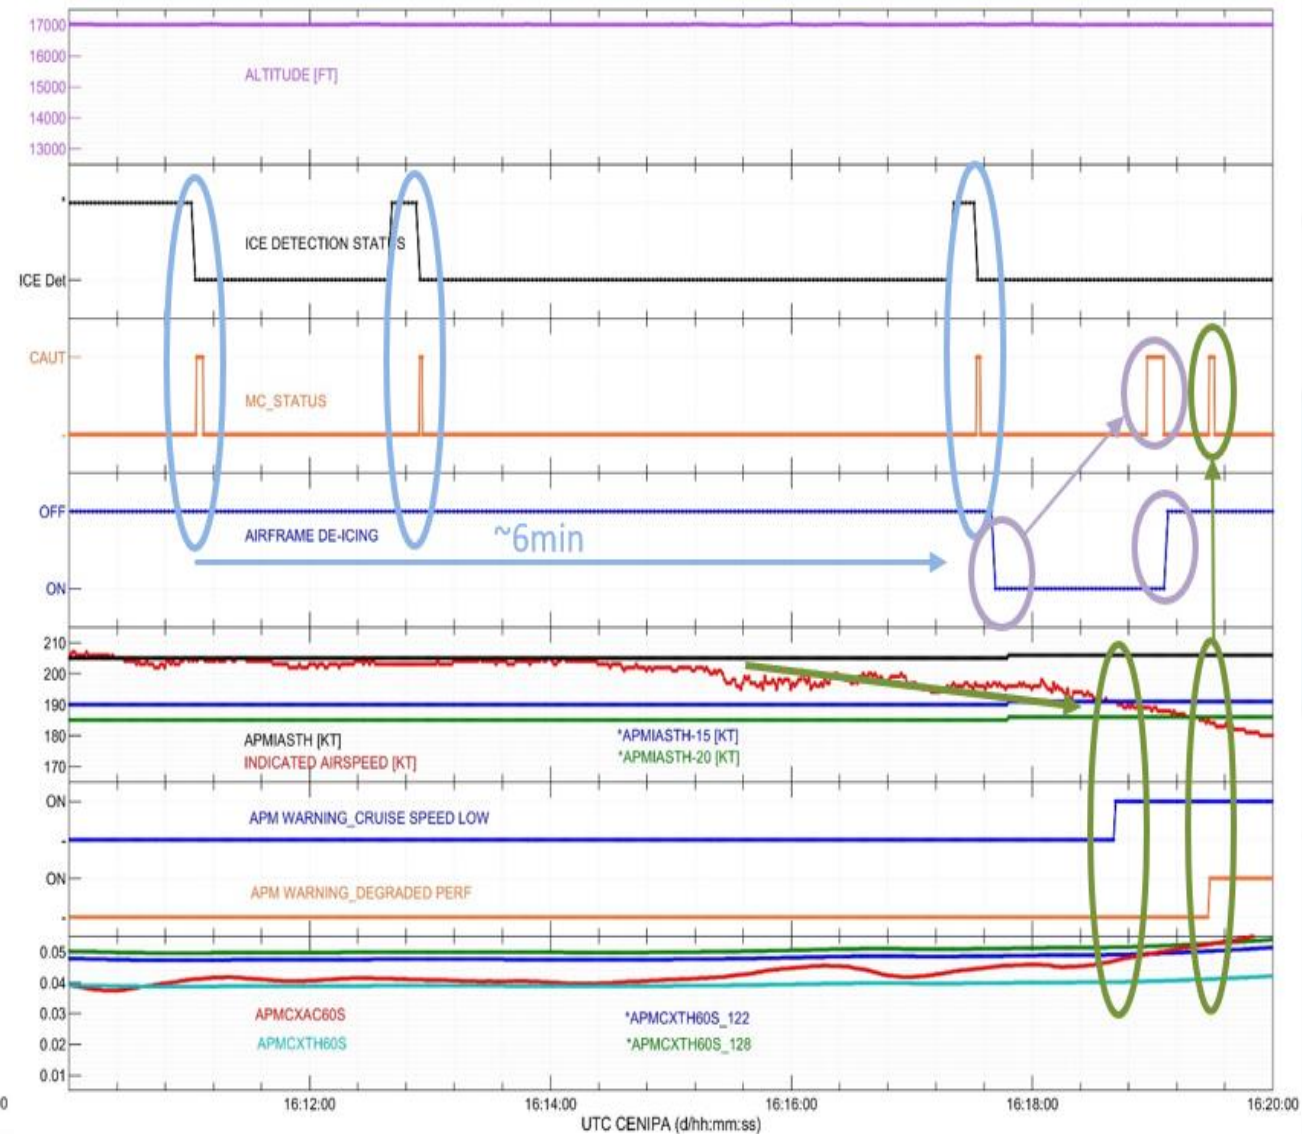 17000
16000
15000
14000
13000
ALTITUDE [FT]
*
ICE DETECTION STATUS
ICE Det
CAUT
MC_STATUS
-
OFF
AIRFRAME DE-ICING
~6min
ON
210
200
190
180
170
APMIASTH [KT]
INDICATED AIRSPEED [KT]
*APMIASTH-15 [KT]
*APMIASTH-20 [KT]
ON
APM WARNING_CRUISE SPEED LOW
-
ON
APM WARNING_DEGRADED PERF
-
0.05
0.04
0.03
0.02
0.01
APMCXAC60S
APMCXTH60S
*APMCXTH60S_122
*APMCXTH60S_128
0
16:12:00
16:14:00
16:16:00
16:18:00
16:20:00
UTC CENIPA (d/hh:mm:ss)